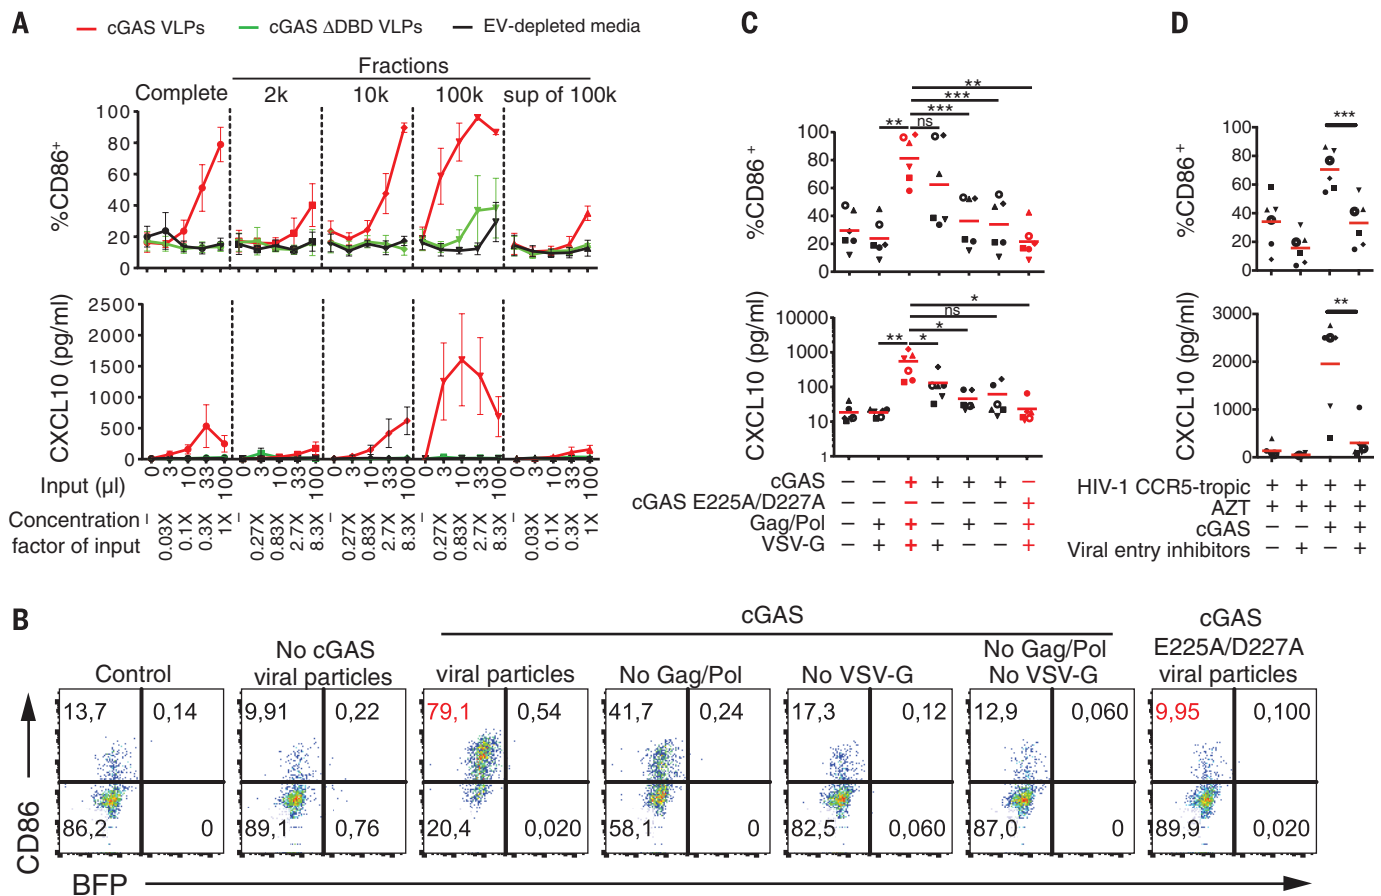 A
cGAS VLPs
cGAS ΔDBD VLPs
EV-depleted media
Fractions
Complete 2k 10k 100k sup of 100k
%CD86+
100
80
60
40
20
0
CXCL10 (pg/ml)
2500
2000
1500
1000
500
0
Input (µl) 0 3 11 33 100 0 3 11 33 100 0 3 11 33 100 0 3 11 33 100 0 3 11 33 100
Concentration factor of input – 0.03X 0.1X 0.3X 1X – 0.27X 0.83X 2.7X 8.3X – 0.27X 0.83X 2.7X 8.3X – 0.27X 0.83X 2.7X 8.3X – 0.03X 0.1X 0.3X 1X
C
** 
***
***
** ns
%CD86+
100
80
60
40
20
0
*
ns
*
** *
CXCL10 (pg/ml)
10000
1000
100
10
1
cGAS – – + + + + –
cGAS E225A/D227A – – – – – – +
Gag/Pol – + + – + – +
VSV-G – + + + – – +
D
***
%CD86+
100
80
60
40
20
0
**
CXCL10 (pg/ml)
3000
2000
1000
0
HIV-1 CCR5-tropic + + + +
AZT + + + +
cGAS – – + +
Viral entry inhibitors – + – +
B
cGAS
Control
No cGAS
viral particles
viral particles
No Gag/Pol
No VSV-G
No Gag/Pol
No VSV-G
cGAS
E225A/D227A
viral particles
13,7 0,14
86,2 0
9,91 0,22
89,1 0,76
79,1 0,54
20,4 0,020
41,7 0,24
58,1 0
17,3 0,12
82,5 0,060
12,9 0,060
87,0 0
9,95 0,100
89,9 0,020
CD86
BFP